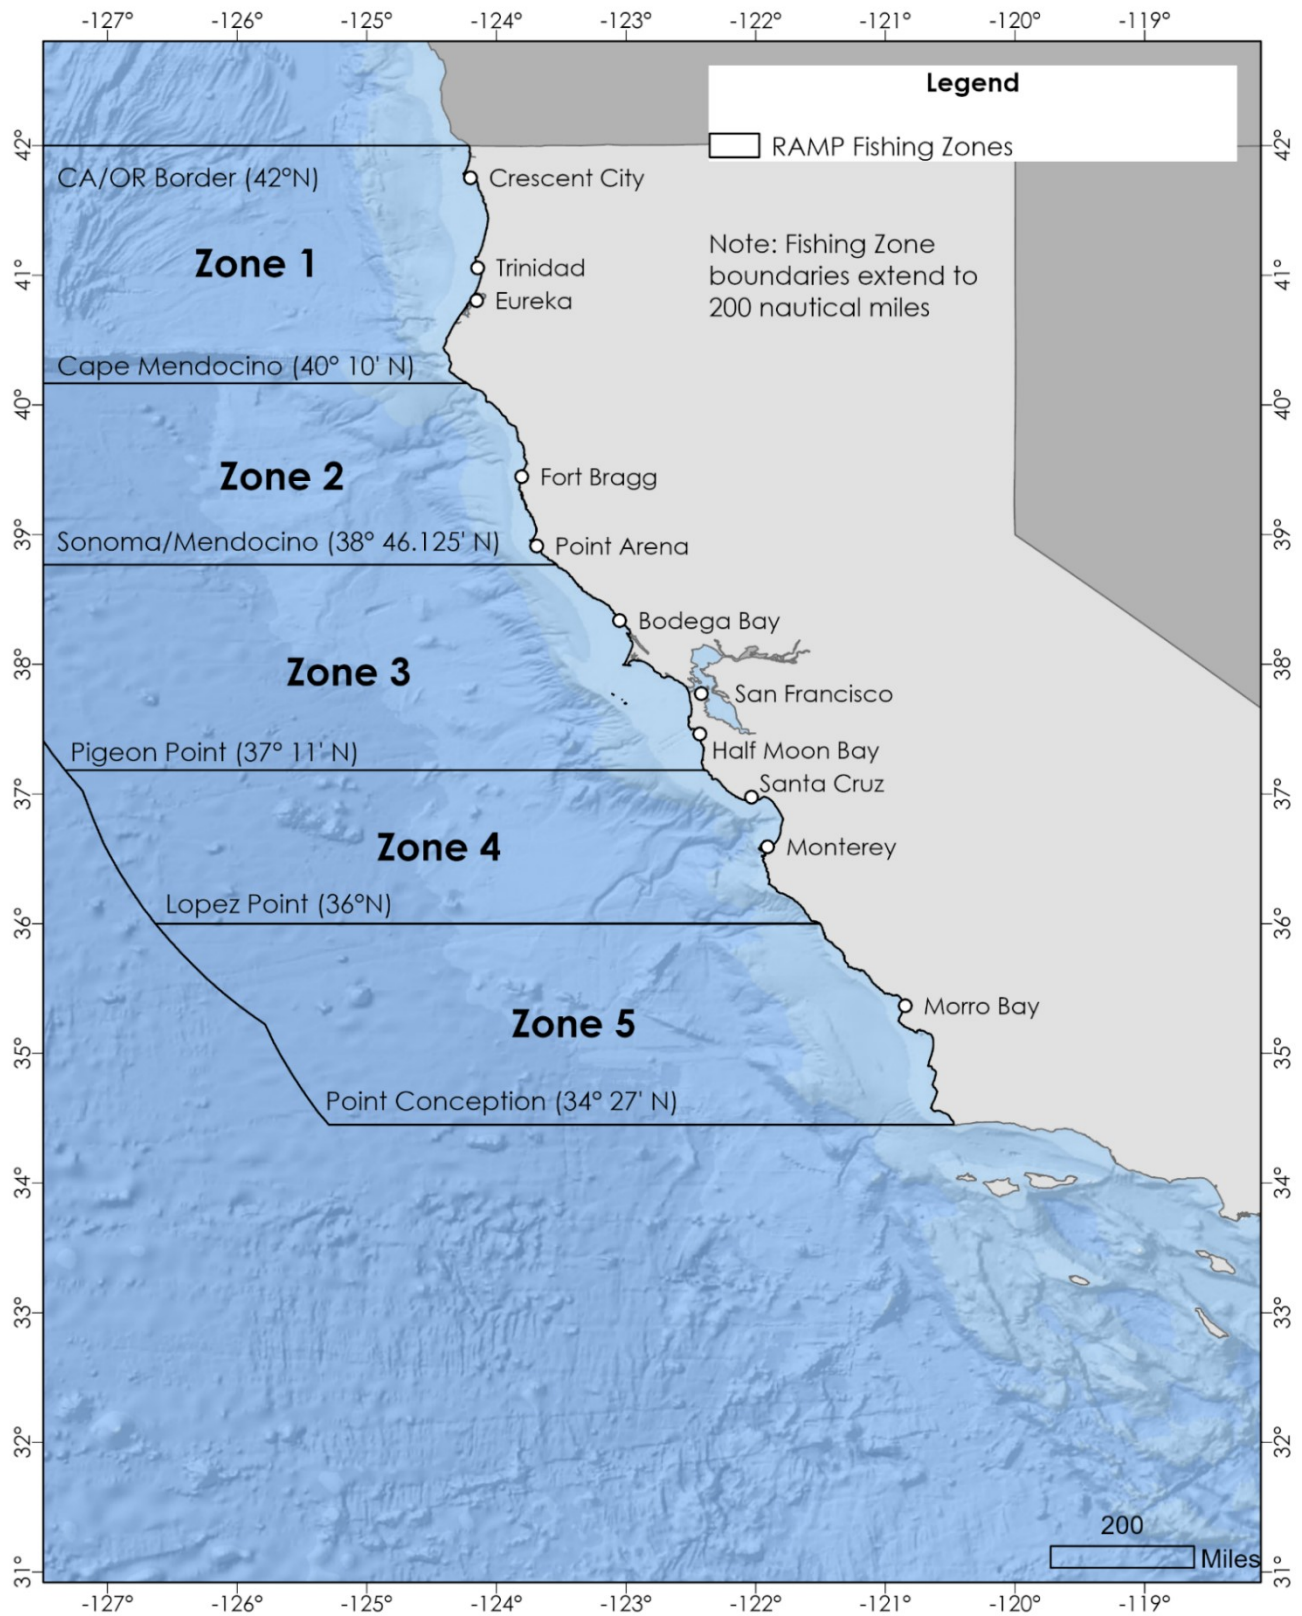 -127° -126° -125° -124° -123° -122° -121° -120° -119°
Legend
RAMP Fishing Zones
42° 42°
CA/OR Border (42°N)
Crescent City
Zone 1
Note: Fishing Zone
boundaries extend to
200 nautical miles
Trinidad
41° 41°
Eureka
Cape Mendocino (40° 10' N)
40° 40°
Zone 2
Fort Bragg
39° 39°
Sonoma/Mendocino (38° 46.125' N)
Point Arena
Bodega Bay
38° 38°
Zone 3
San Francisco
Pigeon Point (37° 11' N)
Half Moon Bay
Santa Cruz
37° 37°
Zone 4
Monterey
Lopez Point (36°N)
36° 36°
Morro Bay
Zone 5
35° 35°
Point Conception (34° 27' N)
34° 34°
33° 33°
32° 32°
200
Miles
31° 31°
-127° -126° -125° -124° -123° -122° -121° -120° -119°